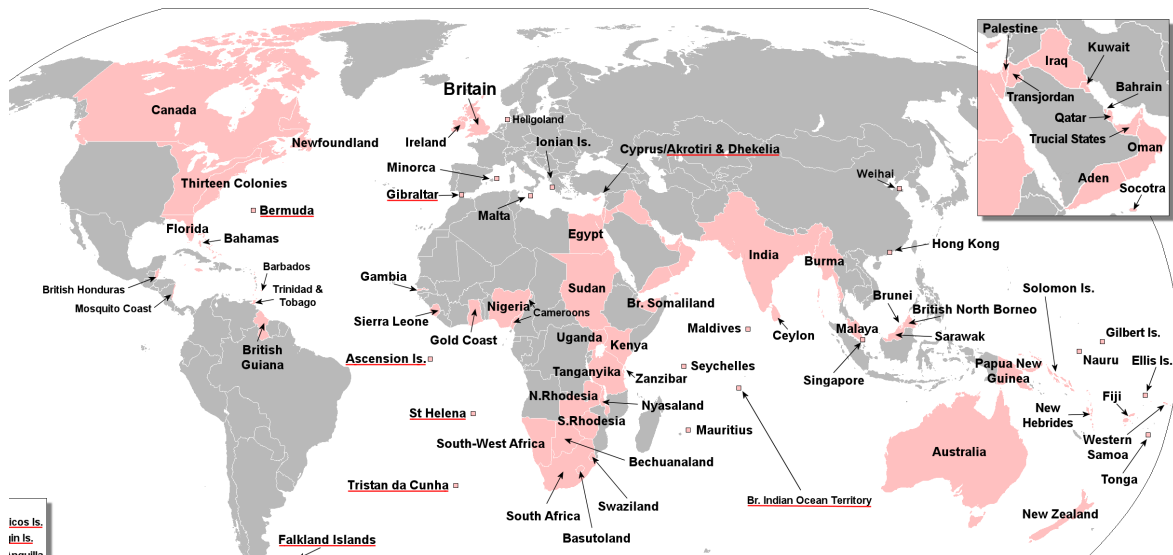 Canada
Newfoundland
Thirteen Colonies
Bermuda
Florida
Bahamas
British Honduras
Mosquito Coast
Barbados
Trinidad &
Tobago
British
Guiana
Britain
Ireland
Heligoland
Minorca
Gibraltar
Malta
Ionian Is.
Cyprus/Akrotiri & Dhekelia
Weihai
Hong Kong
Egypt
Sudan
Gambia
Sierra Leone
Gold Coast
Nigeria
Cameroons
Br. Somaliland
Uganda
Kenya
Tanganyika
Zanzibar
N.Rhodesia
Nyasaland
S.Rhodesia
South-West Africa
Bechuanaland
Swaziland
South Africa
Basutoland
Ascension Is.
St Helena
Tristan da Cunha
Falkland Islands
India
Burma
Ceylon
Maldives
Seychelles
Mauritius
Br. Indian Ocean Territory
Malaya
Singapore
Brunei
British North Borneo
Sarawak
Papua New
Guinea
Solomon Is.
Gilbert Is.
Nauru
Ellis Is.
Fiji
New
Hebrides
Western
Samoa
Tonga
Australia
New Zealand
Palestine
Iraq
Kuwait
Transjordan
Bahrain
Qatar
Trucial States
Oman
Aden
Socotra
icos Is.